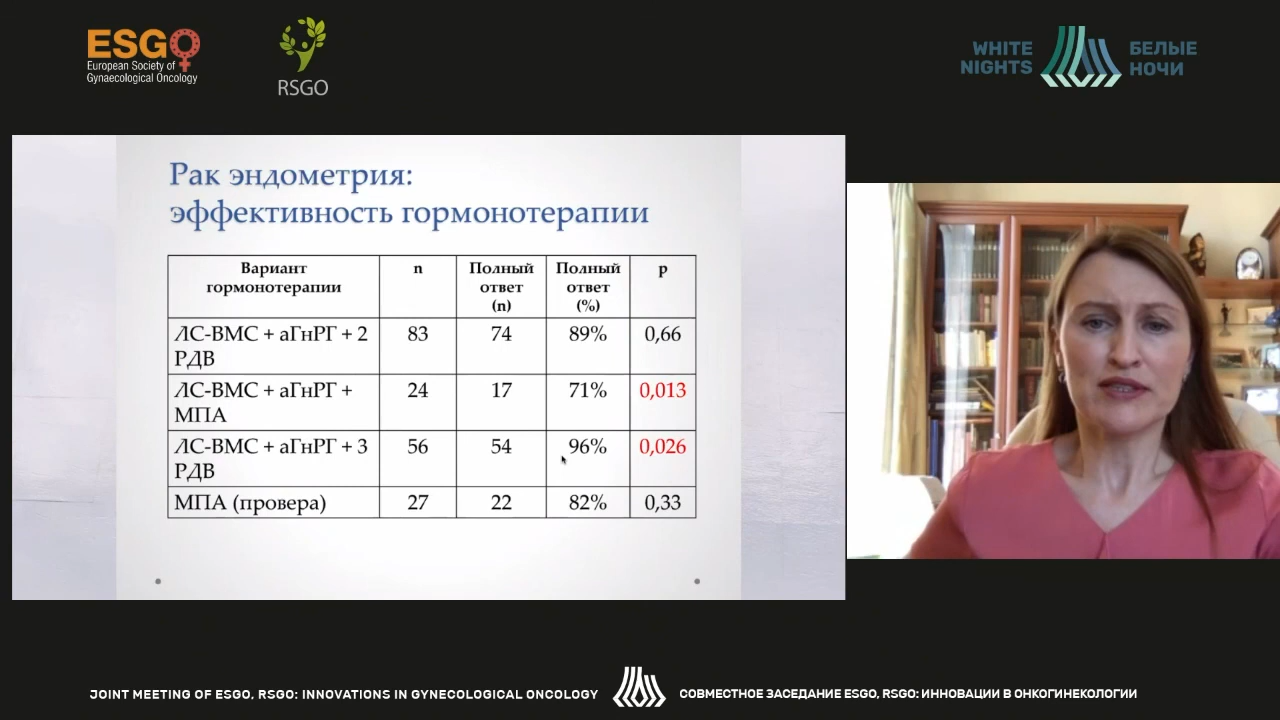 ESGO
European Society of
Gynaecological Oncology
RSGO
WHITE
NIGHTS
БЕЛЫЕ
НОЧИ
Рак эндометрия:
эффективность гормонотерапии
Вариант гормонотерапии | n | Полный ответ (n) | Полный ответ (%) | p
ЛС-ВМС + аГнРГ + 2 РДВ | 83 | 74 | 89% | 0,66
ЛС-ВМС + аГнРГ + МПА | 24 | 17 | 71% | 0,013
ЛС-ВМС + аГнРГ + 3 РДВ | 56 | 54 | 96% | 0,026
МПА (провера) | 27 | 22 | 82% | 0,33
JOINT MEETING OF ESGO, RSGO: INNOVATIONS IN GYNECOLOGICAL ONCOLOGY
СОВМЕСТНОЕ ЗАСЕДАНИЕ ESGO, RSGO: ИННОВАЦИИ В ОНКОГИНЕКОЛОГИИ